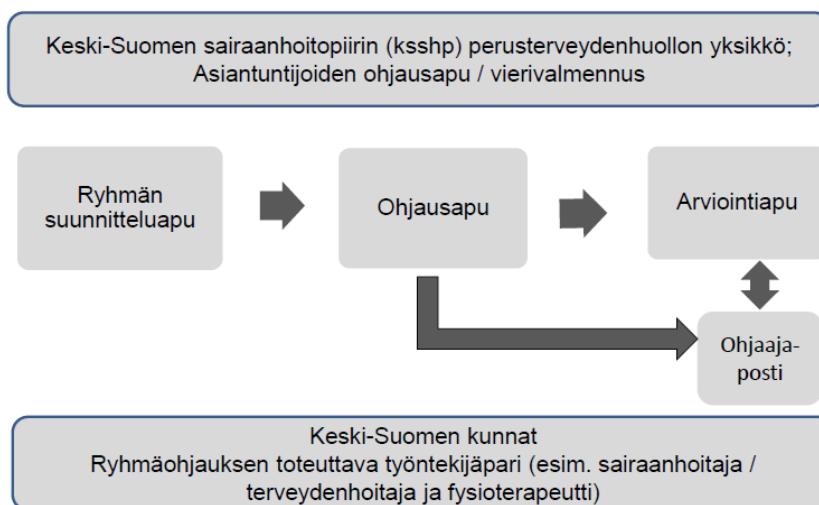 Keski-Suomen sairaanhoitopiirin (ksshp) perusterveydenhuollon yksikkö;
Asiantuntijoiden ohjausapu / vierivalmennus
Ryhmän
suunnitteluapu
Ohjausapu
Arviointiapu
Ohjaaja-
posti
Keski-Suomen kunnat
Ryhmäohjauksen toteuttava työntekijäpari (esim. sairaanhoitaja /
terveydenhoitaja ja fysioterapeutti)